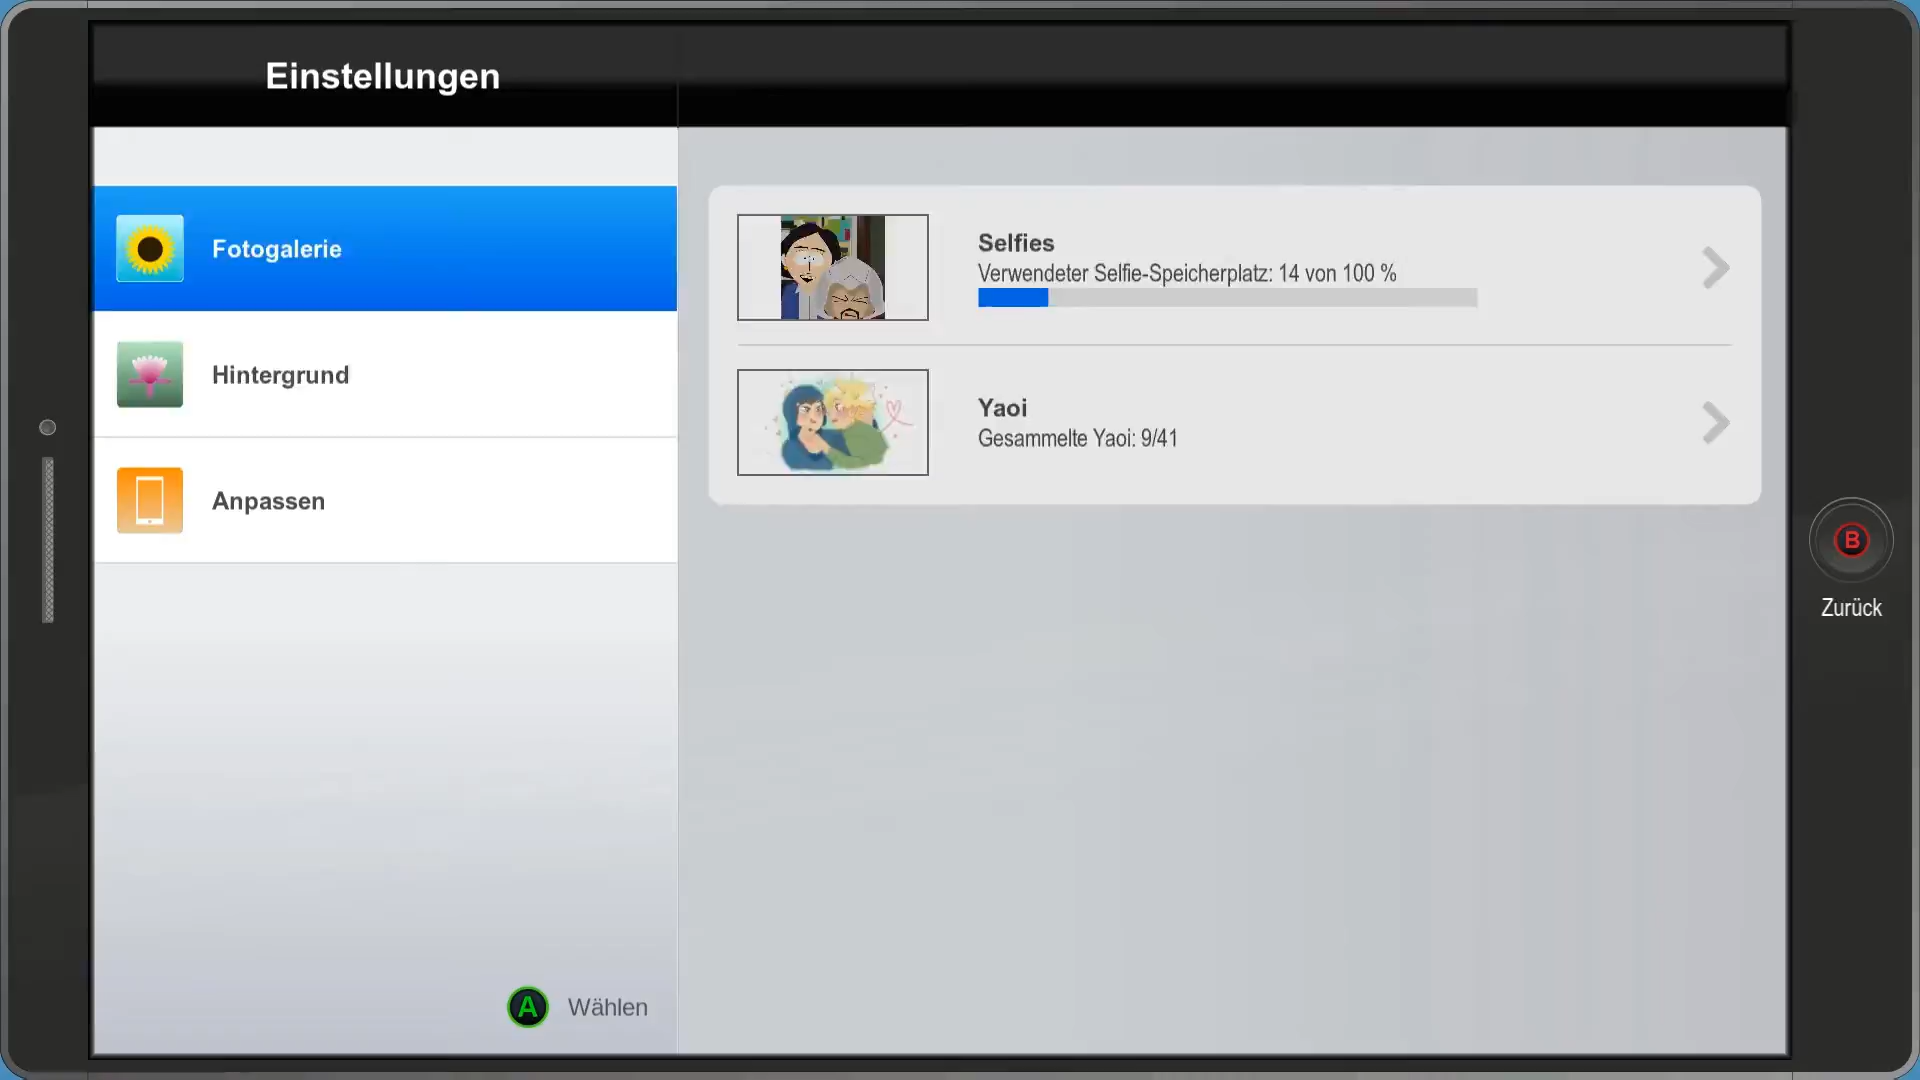 Einstellungen
Fotogalerie
Hintergrund
Anpassen
A Wählen
Selfies
Verwendeter Selfie-Speicherplatz: 14 von 100 %
Yaoi
Gesammelte Yaoi: 9/41
B
Zurück